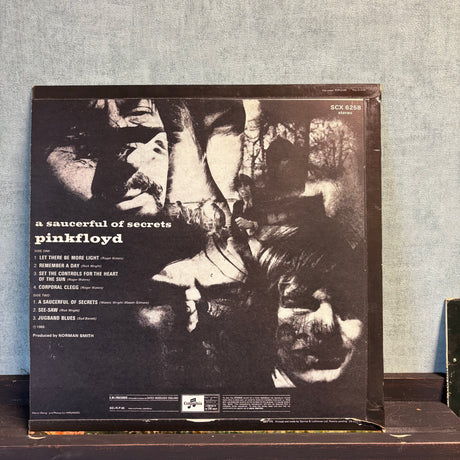 SCX 6258
stereo
a saucerful of secrets
pinkfloyd
SIDE ONE
1. LET THERE BE MORE LIGHT (Roger Waters)
2. REMEMBER A DAY (Rick Wright)
3. SET THE CONTROLS FOR THE HEART
OF THE SUN (Roger Waters)
4. CORPORAL CLEGG (Roger Waters)
SIDE TWO
1. A SAUCERFUL OF SECRETS (Waters Wright Mason Gilmour)
2. SEE-SAW (Rick Wright)
3. JUGBAND BLUES (Syd Barrett)
℗ 1968
Produced by NORMAN SMITH
Columbia